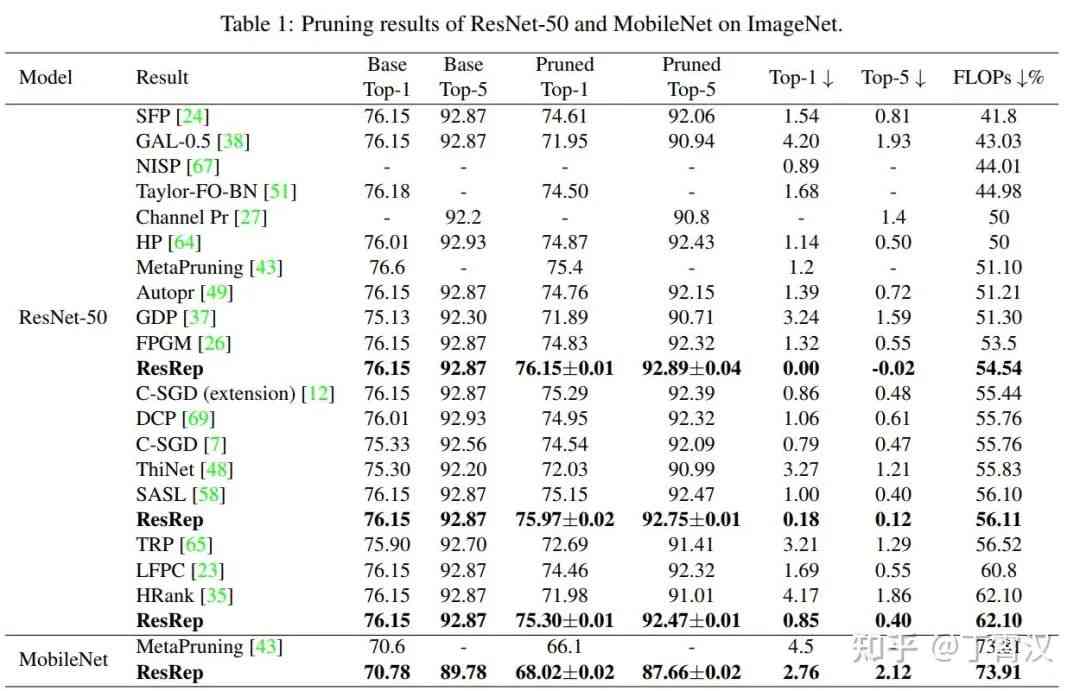 Table 1: Pruning results of ResNet-50 and MobileNet on ImageNet.
Model Result Base Top-1 Base Top-5 Pruned Top-1 Pruned Top-5 Top-1 ↓ Top-5 ↓ FLOPs ↓%
SFP [24] 76.15 92.87 74.61 92.06 1.54 0.81 41.8
GAL-0.5 [38] 76.15 92.87 71.95 90.94 4.20 1.93 43.03
NISP [67] - - - - 0.89 - 44.01
Taylor-FO-BN [51] 76.18 - 74.50 - 1.68 - 44.98
Channel Pr [27] - 92.2 - 90.8 - 1.4 50
HP [64] 76.01 92.93 74.87 92.43 1.14 0.50 50
MetaPruning [43] 76.6 - 75.4 - 1.2 - 51.10
Autopr [49] 76.15 92.87 74.76 92.15 1.39 0.72 51.21
ResNet-50 GDP [37] 75.13 92.30 71.89 90.71 3.24 1.59 51.30
FPGM [26] 76.15 92.87 74.83 92.32 1.32 0.55 53.5
ResRep 76.15 92.87 76.15±0.01 92.89±0.04 0.00 -0.02 54.54
C-SGD (extension) [12] 76.15 92.87 75.29 92.39 0.86 0.48 55.44
DCP [69] 76.01 92.93 74.95 92.32 1.06 0.61 55.76
C-SGD [7] 75.33 92.56 74.54 92.09 0.79 0.47 55.76
ThiNet [48] 75.30 92.20 72.03 90.99 3.27 1.21 55.83
SASL [58] 76.15 92.87 75.15 92.47 1.00 0.40 56.10
ResRep 76.15 92.87 75.97±0.02 92.75±0.01 0.18 0.12 56.11
TRP [65] 75.90 92.70 72.69 91.41 3.21 1.29 56.52
LFPC [23] 76.15 92.87 74.46 92.32 1.69 0.55 60.8
HRank [35] 76.15 92.87 71.98 91.01 4.17 1.86 62.10
ResRep 76.15 92.87 75.30±0.01 92.47±0.01 0.85 0.40 62.10
MobileNet MetaPruning [43] 70.6 - 66.1 - 4.5 -
ResRep 70.78 89.78 68.02±0.02 87.66±0.02 2.76 2.12 73.91
知乎 @丁霄汉